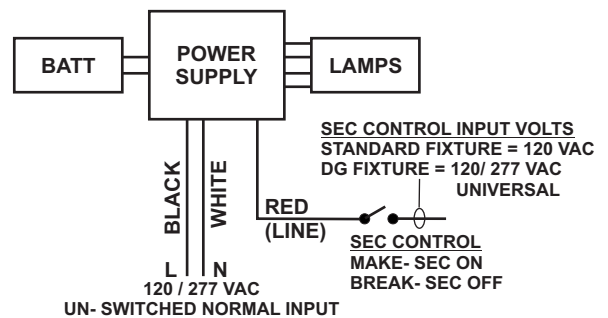 BATT
POWER
SUPPLY
LAMPS
SEC CONTROL INPUT VOLTS
STANDARD FIXTURE = 120 VAC
DG FIXTURE = 120/ 277 VAC
UNIVERSAL
BLACK
WHITE
RED
(LINE)
SEC CONTROL
MAKE- SEC ON
BREAK- SEC OFF
L N
120 / 277 VAC
UN- SWITCHED NORMAL INPUT